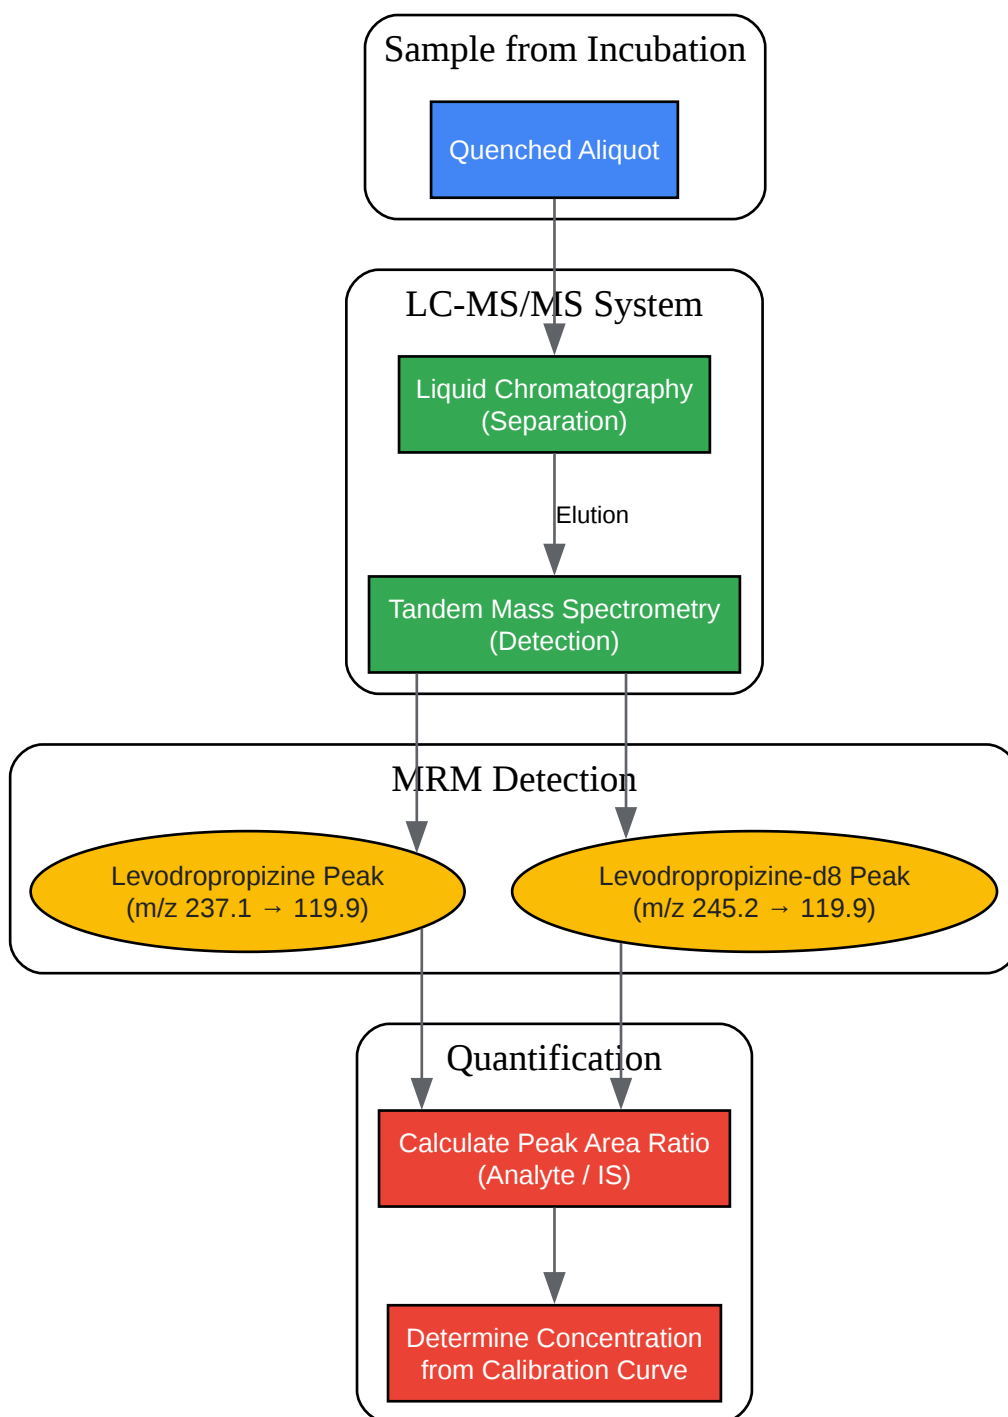 Sample from Incubation
Quenched Aliquot
LC-MS/MS System
Liquid Chromatography
(Separation)
Elution
Tandem Mass Spectrometry
(Detection)
MRM Detection
Levodropropizine Peak
(m/z 237.1 → 119.9)
Levodropropizine-d8 Peak
(m/z 245.2 → 119.9)
Quantification
Calculate Peak Area Ratio
(Analyte / IS)
Determine Concentration
from Calibration Curve